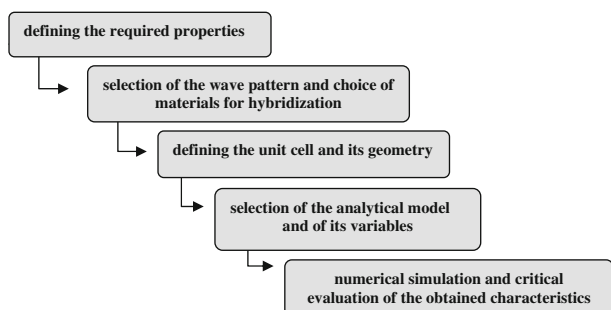 defining the required properties
selection of the wave pattern and choice of
materials for hybridization
defining the unit cell and its geometry
selection of the analytical model
and of its variables
numerical simulation and critical
evaluation of the obtained characteristics